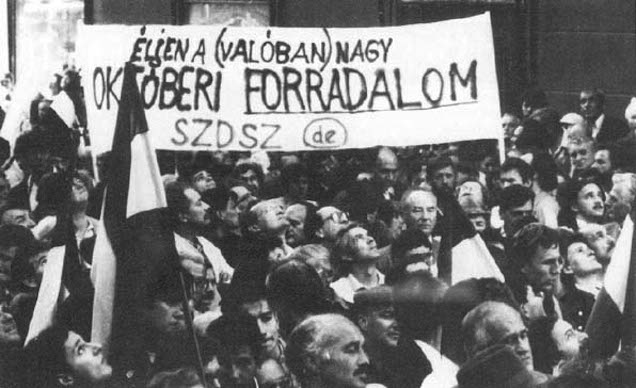 ÉLJEN A (VALÓBAN) NAGY
OKTÓBERI FORRADALOM
SZDSZ de